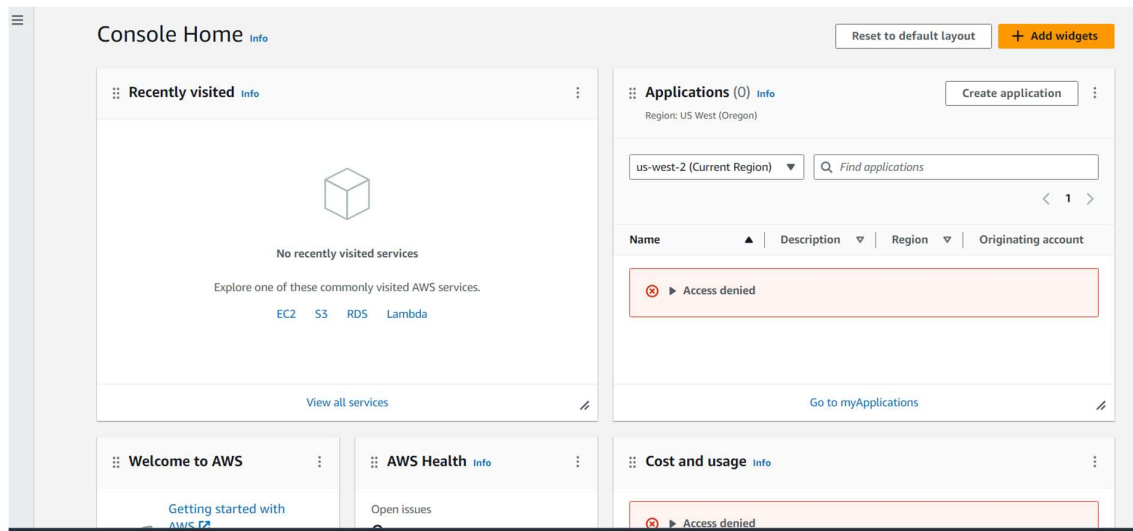 Console Home Info
Reset to default layout
+ Add widgets
Recently visited Info
No recently visited services
Explore one of these commonly visited AWS services.
EC2 S3 RDS Lambda
View all services
Applications (0) Info
Region: US West (Oregon)
Create application
us-west-2 (Current Region)
Find applications
1
Name Description Region Originating account
Access denied
Go to myApplications
Welcome to AWS
Getting started with
AWS
AWS Health Info
Open issues
Cost and usage Info
Access denied